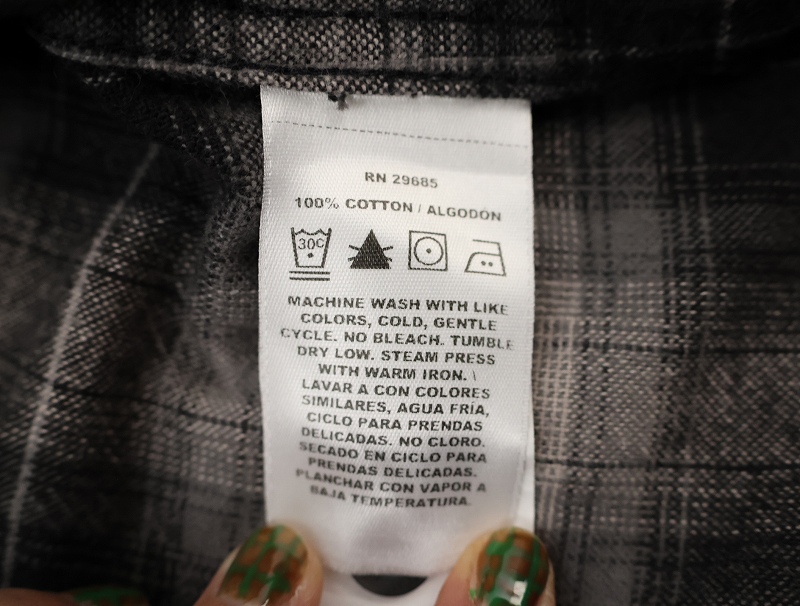 RN 29685
100% COTTON / ALGODÓN
30C
MACHINE WASH WITH LIKE
COLORS, COLD, GENTLE
CYCLE. NO BLEACH. TUMBLE
DRY LOW. STEAM PRESS
WITH WARM IRON. \
LAVAR A CON COLORES
SIMILARES, AGUA FRÍA,
CICLO PARA PRENDAS
DELICADAS. NO CLORO.
SECADO EN CICLO PARA
PRENDAS DELICADAS.
PLANCHAR CON VAPOR A
BAJA TEMPERATURA.